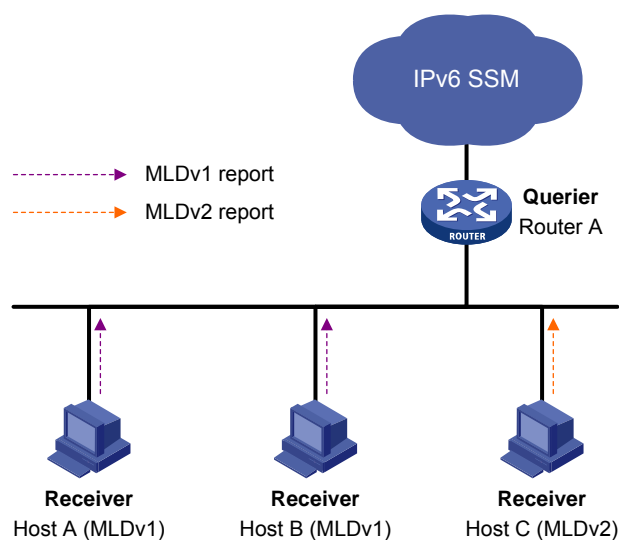 IPv6 SSM
MLDv1 report
MLDv2 report
Querier
Router A
ROUTER
Receiver
Host A (MLDv1)
Receiver
Host B (MLDv1)
Receiver
Host C (MLDv2)